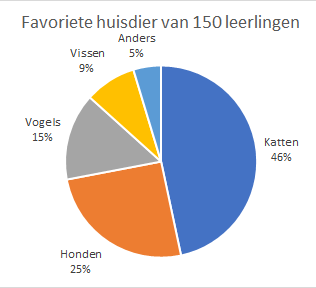 Favoriete huisdier van 150 leerlingen
Anders
5%
Vissen
9%
Vogels
15%
Katten
46%
Honden
25%